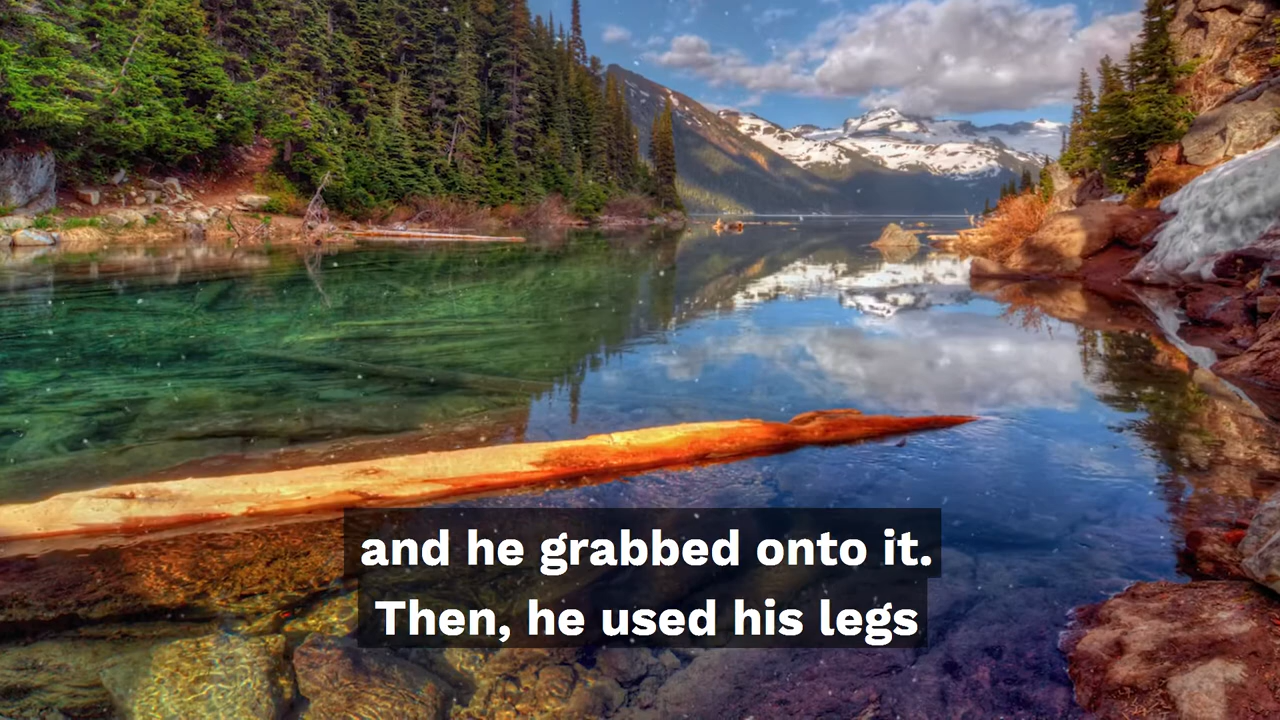 and he grabbed onto it.
Then, he used his legs